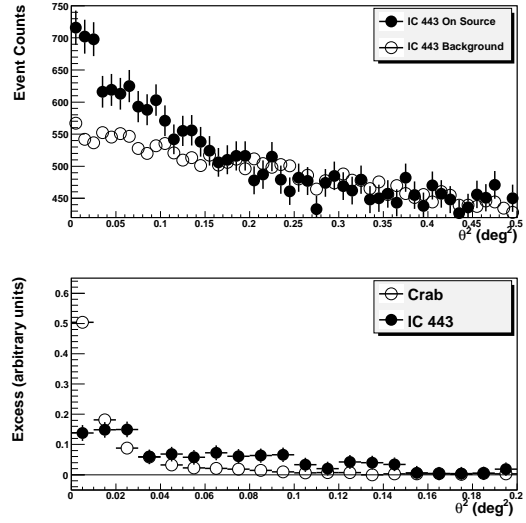 Event Counts
750
700
650
600
550
500
450
IC 443 On Source
IC 443 Background
0 0.05 0.1 0.15 0.2 0.25 0.3 0.35 0.4 0.45 0.5
θ² (deg²)
Excess (arbitrary units)
0.6
0.5
0.4
0.3
0.2
0.1
0
Crab
IC 443
0 0.02 0.04 0.06 0.08 0.1 0.12 0.14 0.16 0.18 0.2
θ² (deg²)